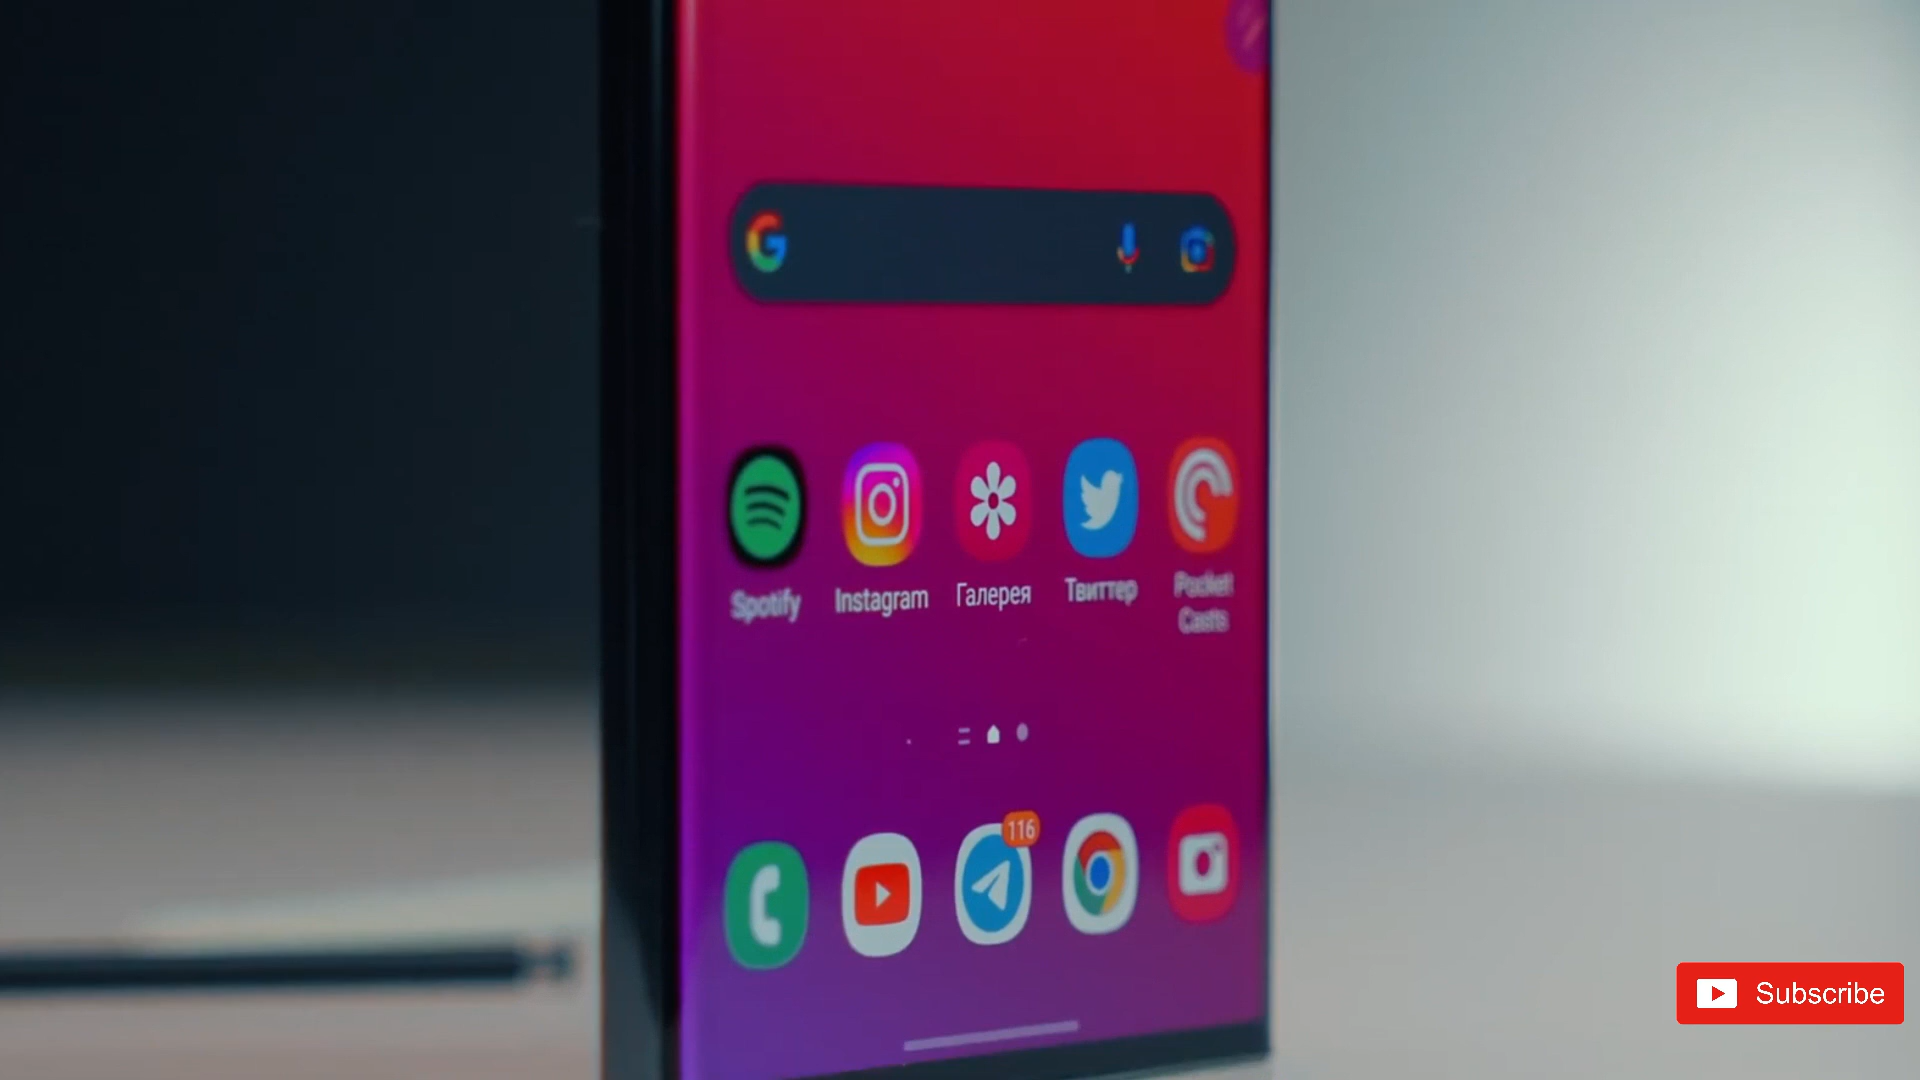 Spotify
Instagram
Галерея
Твиттер
Pocket
Casts
116
Subscribe